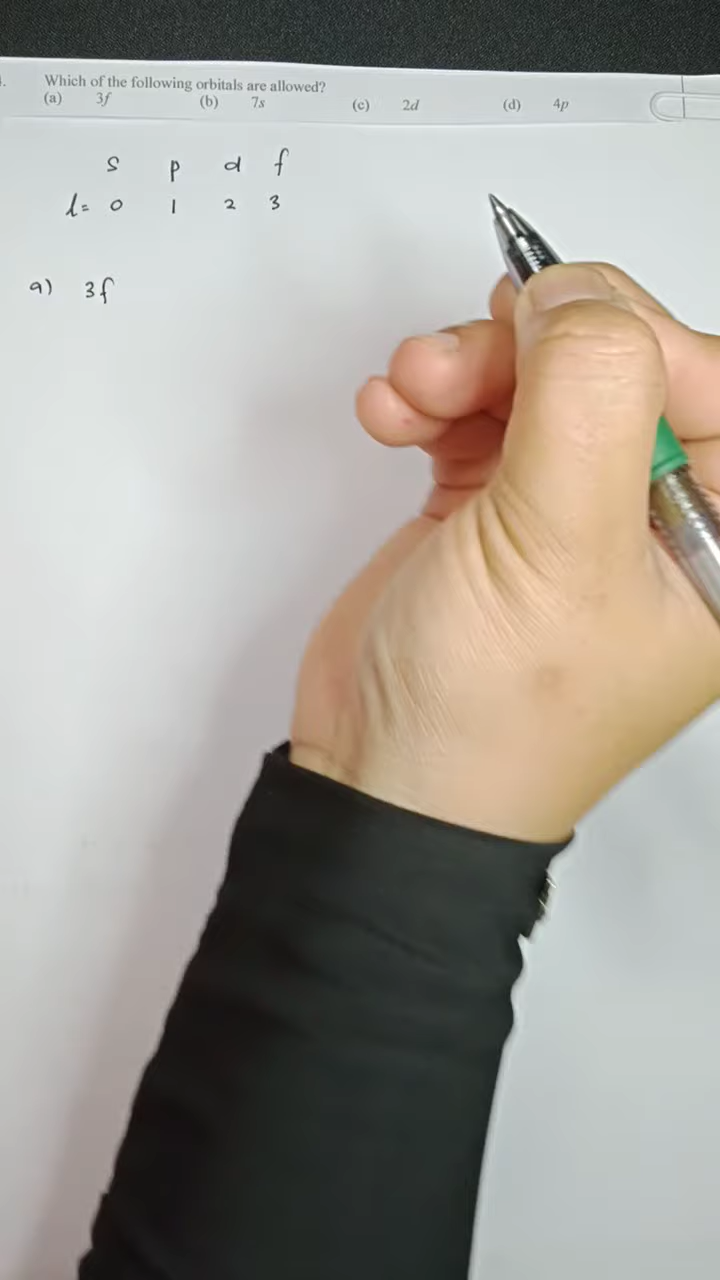 Which of the following orbitals are allowed?
(a) 3f (b) 7s (c) 2d (d) 4p
s p d f
l= 0 1 2 3
a) 3f